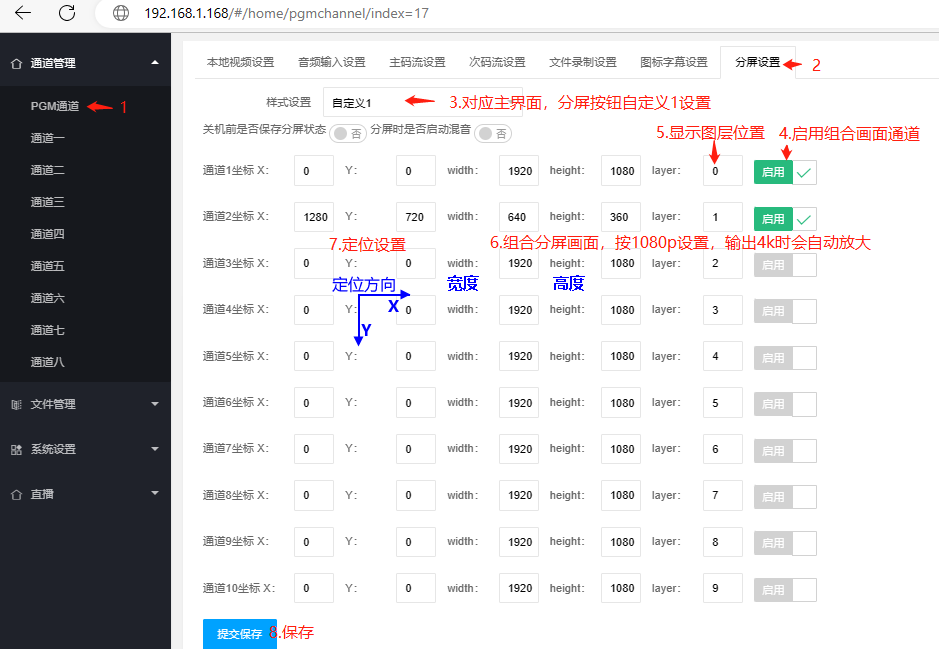 192.168.1.168/#/home/pgmchannel/index=17
通道管理
PGM通道 1
通道一
通道二
通道三
通道四
通道五
通道六
通道七
通道八
文件管理
系统设置
直播
本地视频设置 音频输入设置 主码流设置 次码流设置 文件录制设置 图标字幕设置 分屏设置 2
样式设置 自定义1 3.对应主界面，分屏按钮自定义1设置
关机前是否保存分屏状态 否 分屏时是否启动混音 否
5.显示图层位置 4.启用组合画面通道
通道1坐标 X: 0 Y: 0 width: 1920 height: 1080 layer: 0 启用
通道2坐标 X: 1280 Y: 720 width: 640 height: 360 layer: 1 启用
7.定位设置 6.组合分屏画面，按1080p设置，输出4k时会自动放大
通道3坐标 X: 0 Y: 0 width: 1920 height: 1080 layer: 2 启用
定位方向 宽度 高度
X
通道4坐标 X: 0 Y: 0 width: 1920 height: 1080 layer: 3 启用
Y
通道5坐标 X: 0 Y: 0 width: 1920 height: 1080 layer: 4 启用
通道6坐标 X: 0 Y: 0 width: 1920 height: 1080 layer: 5 启用
通道7坐标 X: 0 Y: 0 width: 1920 height: 1080 layer: 6 启用
通道8坐标 X: 0 Y: 0 width: 1920 height: 1080 layer: 7 启用
通道9坐标 X: 0 Y: 0 width: 1920 height: 1080 layer: 8 启用
通道10坐标 X: 0 Y: 0 width: 1920 height: 1080 layer: 9 启用
提交保存 8.保存